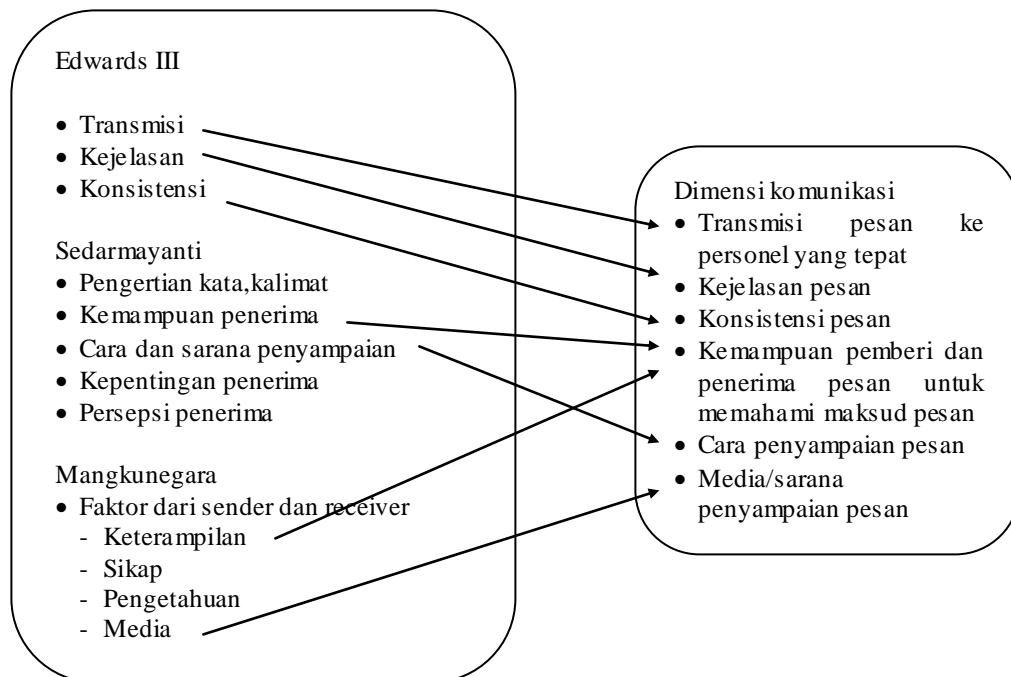 Edwards III
• Transmisi
• Kejelasan
• Konsistensi
Sedarmayanti
• Pengertian kata,kalimat
• Kemampuan penerima
• Cara dan sarana penyampaian
• Kepentingan penerima
• Persepsi penerima
Mangkunegara
• Faktor dari sender dan receiver
- Keterampilan
- Sikap
- Pengetahuan
- Media
Dimensi komunikasi
• Transmisi pesan ke
personel yang tepat
• Kejelasan pesan
• Konsistensi pesan
• Kemampuan pemberi dan
penerima pesan untuk
memahami maksud pesan
• Cara penyampaian pesan
• Media/sarana
penyampaian pesan